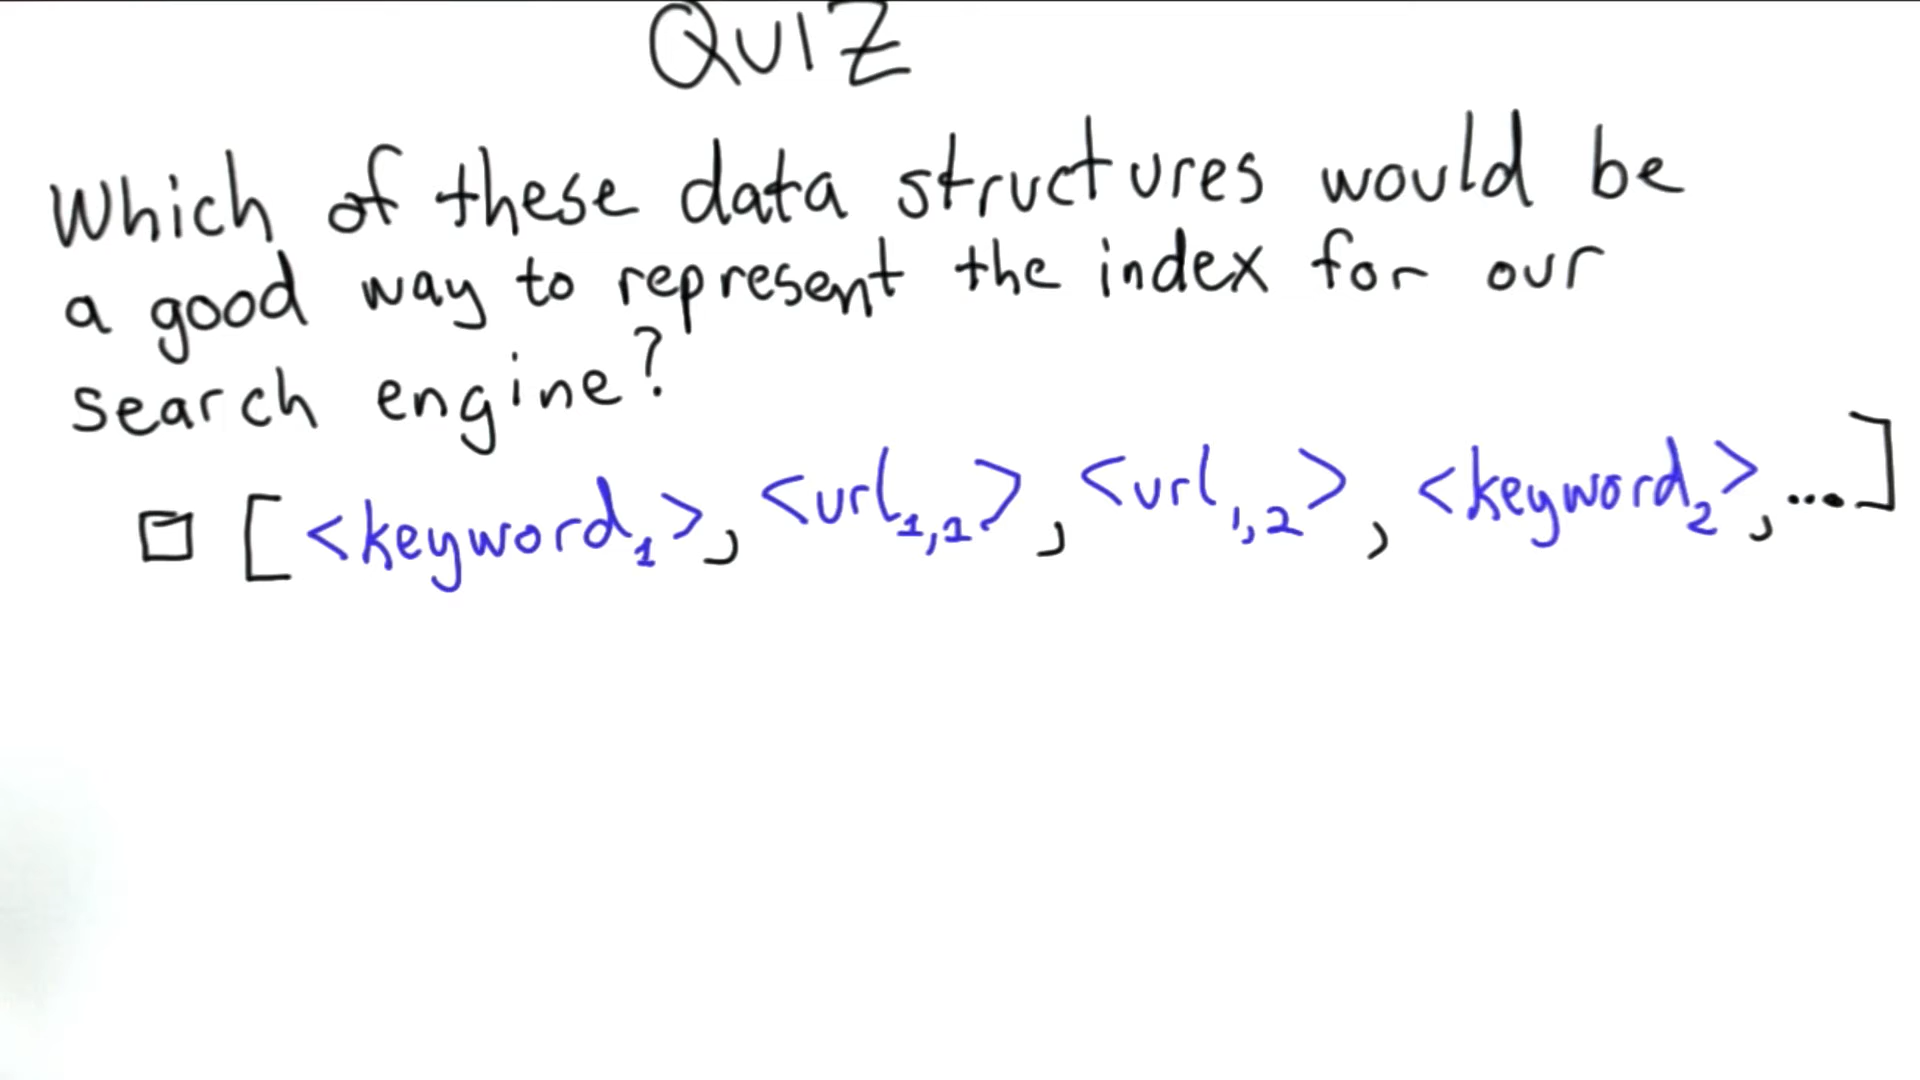 QUIZ
Which of these data structures would be
a good way to represent the index for our
search engine?
[<keyword₁>, <url₁,₁>, <url₁,₂>, <keyword₂>, ...]